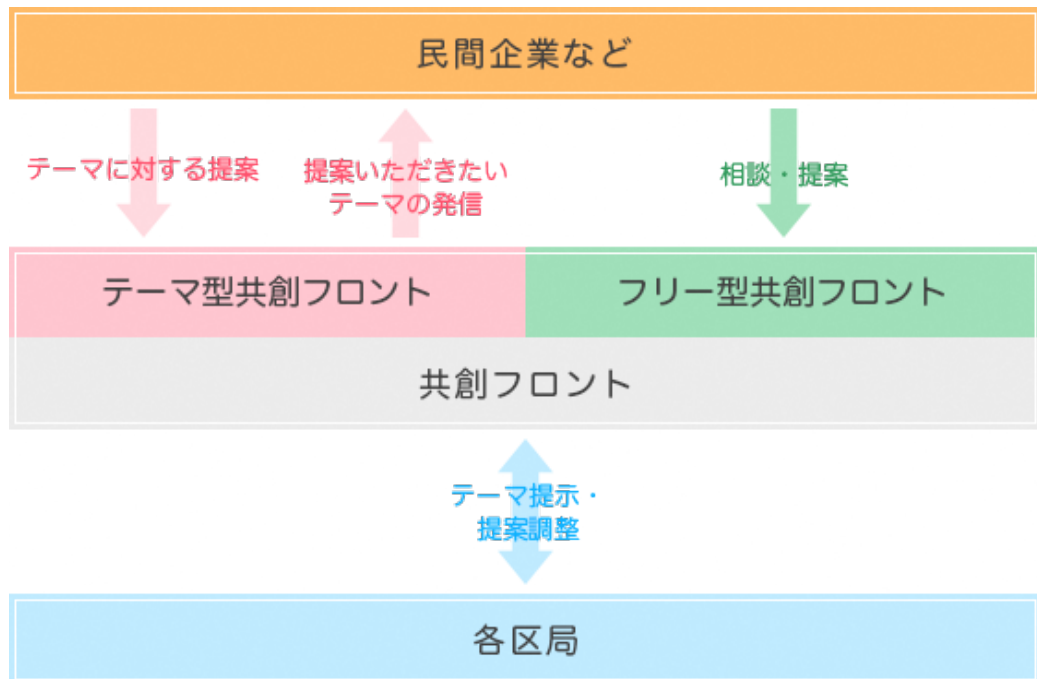 民間企業など
テーマに対する提案
提案いただきたい
テーマの発信
相談・提案
テーマ型共創フロント
フリー型共創フロント
共創フロント
テーマ提示・
提案調整
各区局